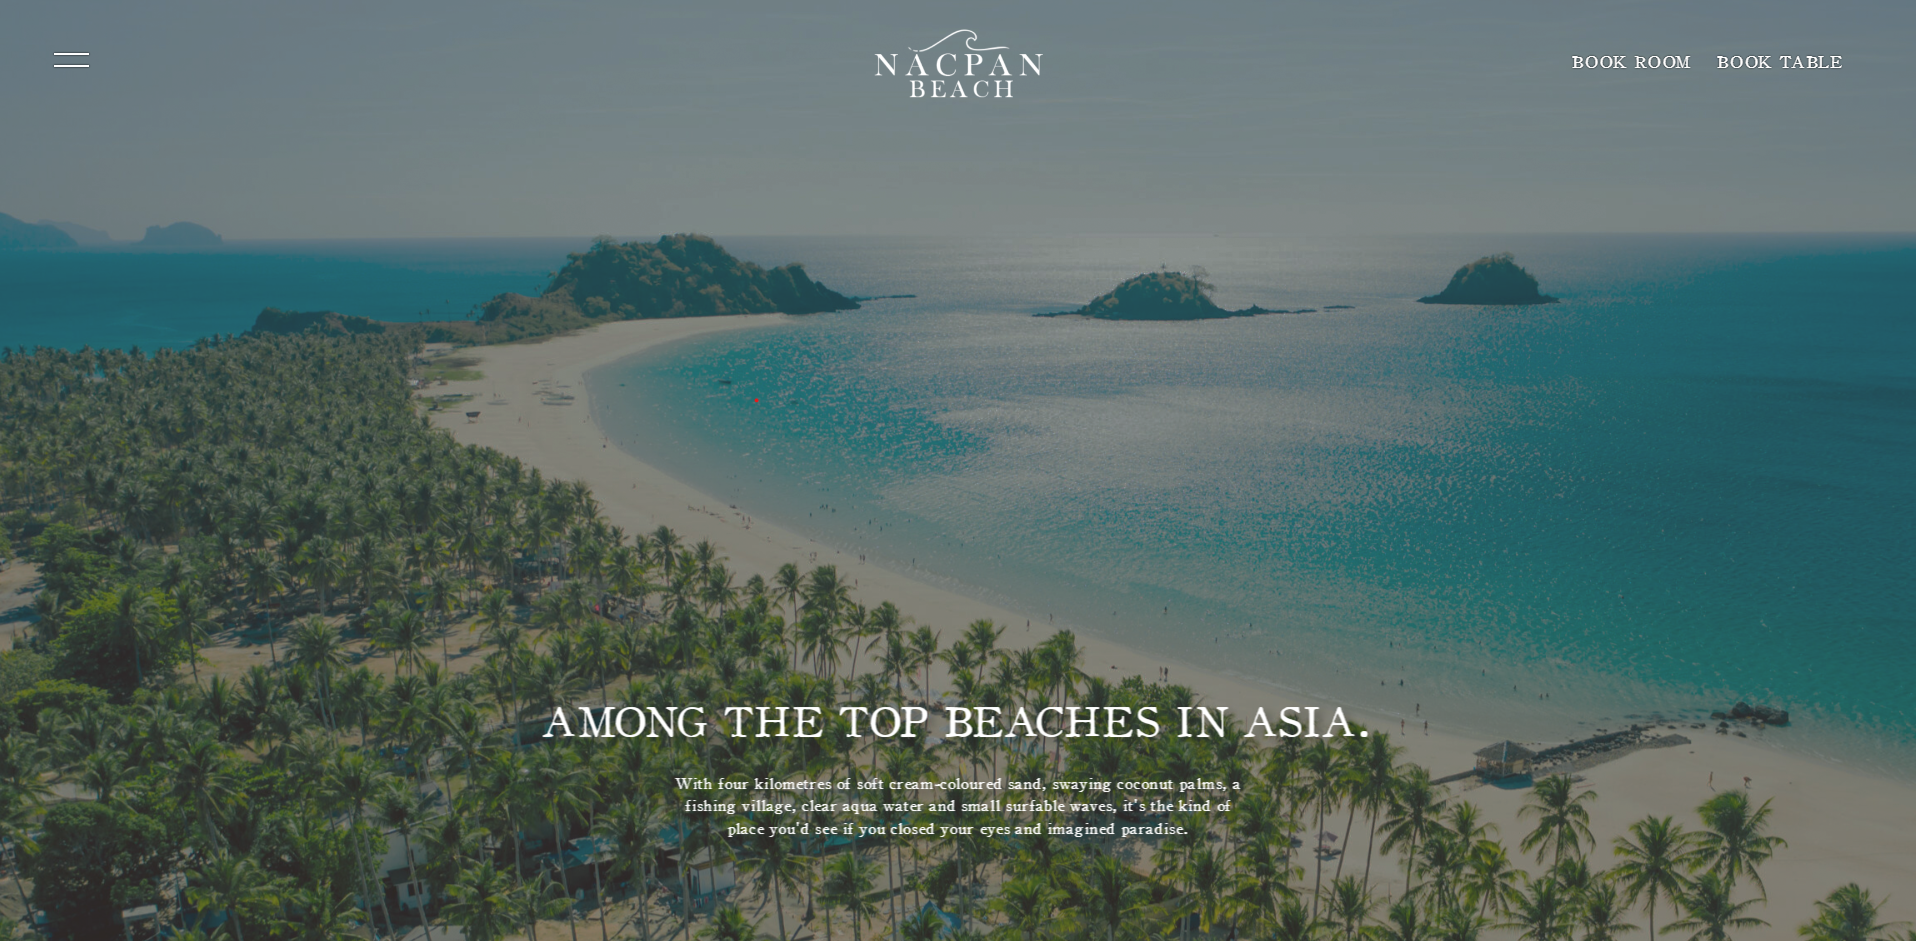 NACPAN
BEACH
BOOK ROOM BOOK TABLE
AMONG THE TOP BEACHES IN ASIA.
With four kilometres of soft cream-coloured sand, swaying coconut palms, a
fishing village, clear aqua water and small surfable waves, it's the kind of
place you'd see if you closed your eyes and imagined paradise.